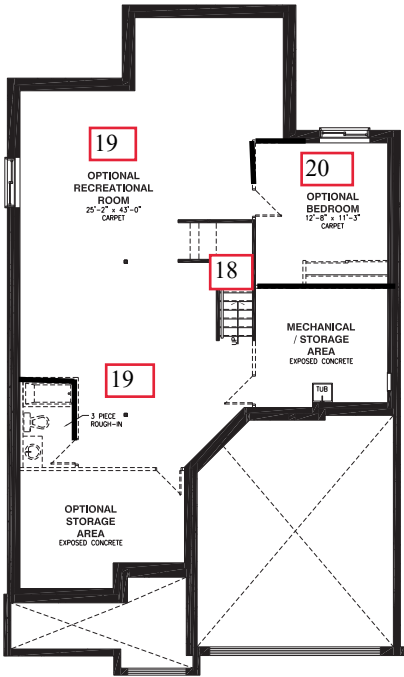 19
OPTIONAL
RECREATIONAL
ROOM
25'-2" x 43'-0"
CARPET
20
OPTIONAL
BEDROOM
12'-8" x 11'-3"
CARPET
18
MECHANICAL
/ STORAGE
AREA
EXPOSED CONCRETE
TUB
19
3 PIECE
ROUGH-IN
OPTIONAL
STORAGE
AREA
EXPOSED CONCRETE